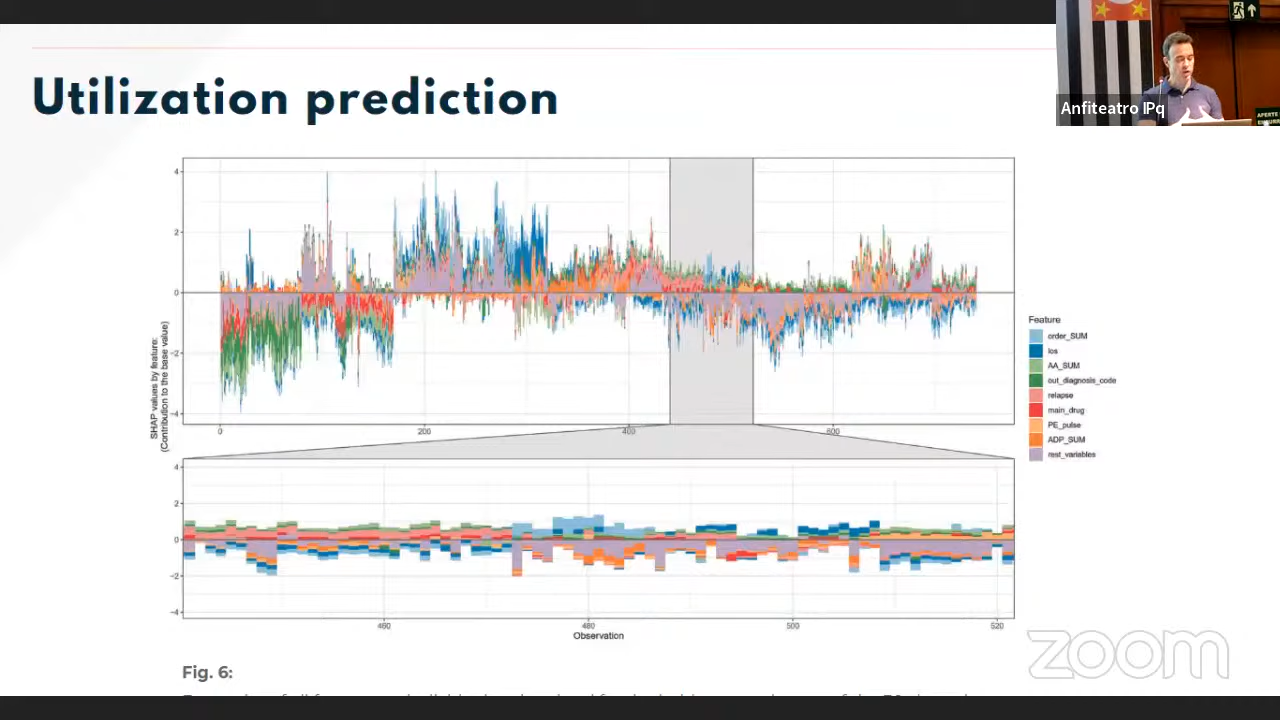 Utilization prediction
Anfiteatro IPq
APERTE
SHAP values by feature:
(Contribution to the base value)
4
2
0
−2
−4
0
200
400
600
4
2
0
−2
−4
460
480
500
520
Observation
Feature
order_SUM
los
AA_SUM
out_diagnosis_code
relapse
main_drug
PE_pulse
ADP_SUM
rest_variables
zoom
Fig. 6: